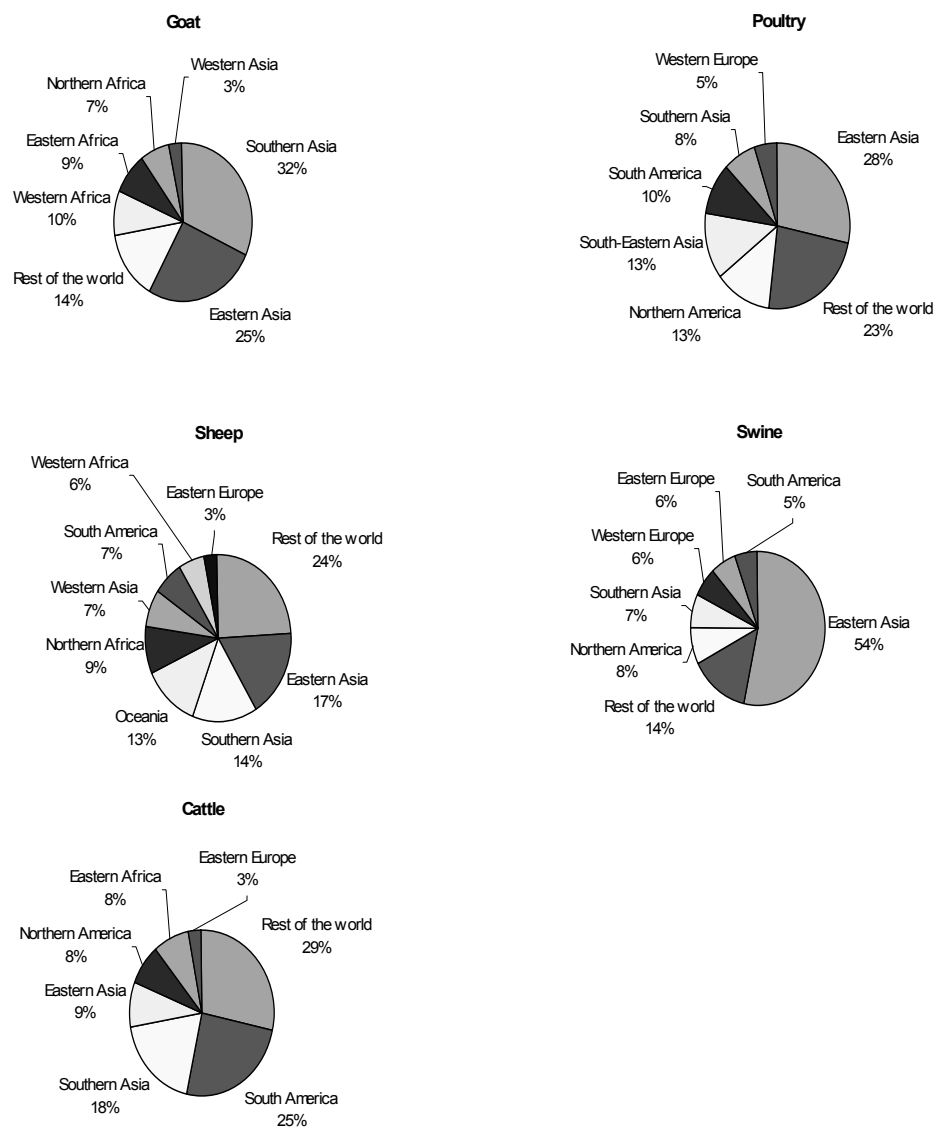 Goat
Western Asia
3%
Northern Africa
7%
Eastern Africa
9%
Western Africa
10%
Rest of the world
14%
Southern Asia
32%
Eastern Asia
25%
Poultry
Western Europe
5%
Southern Asia
8%
South America
10%
South-Eastern Asia
13%
Northern America
13%
Eastern Asia
28%
Rest of the world
23%
Sheep
Western Africa
6%
Eastern Europe
3%
South America
7%
Western Asia
7%
Northern Africa
9%
Oceania
13%
Southern Asia
14%
Rest of the world
24%
Eastern Asia
17%
Swine
Eastern Europe
6%
South America
5%
Western Europe
6%
Southern Asia
7%
Northern America
8%
Rest of the world
14%
Eastern Asia
54%
Cattle
Eastern Europe
3%
Eastern Africa
8%
Northern America
8%
Eastern Asia
9%
Southern Asia
18%
Rest of the world
29%
South America
25%